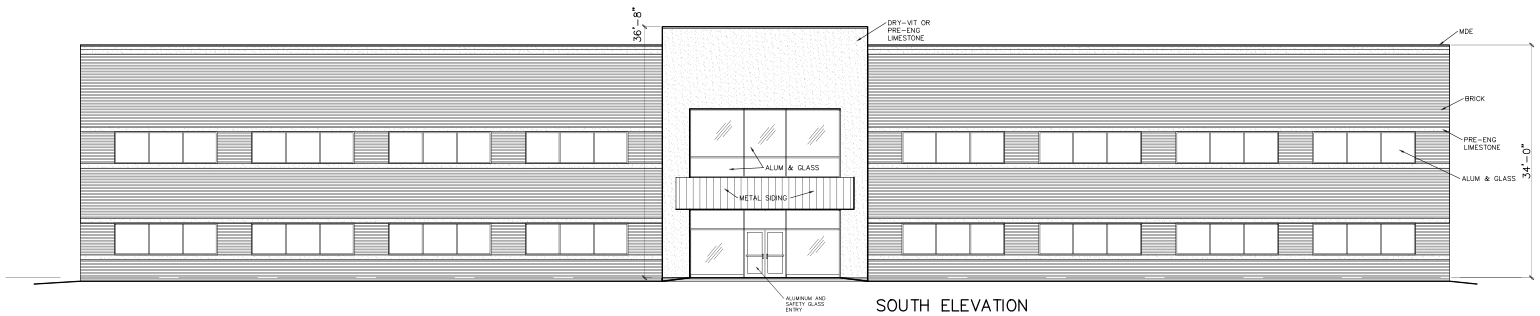 36'-8"
DRY-VIT OR
PRE-ENG
LIMESTONE
MDE
BRICK
PRE-ENG
LIMESTONE
ALUM & GLASS
34'-0"
ALUM & GLASS
METAL SIDING
ALUMINUM AND
SAFETY GLASS
ENTRY
SOUTH ELEVATION